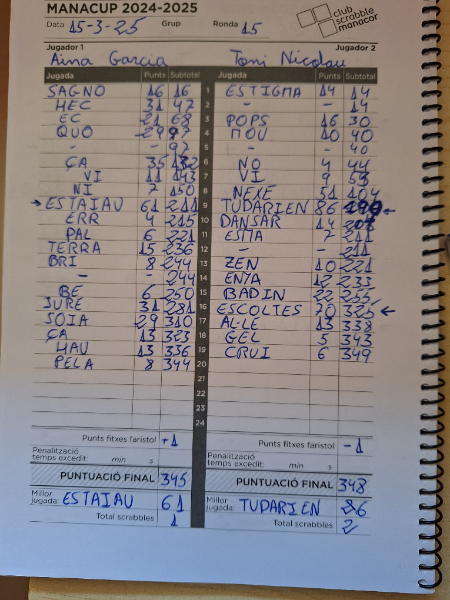 MANACUP 2024-2025
Data 15-3-25 Grup Ronda 15
club scrabble manacor
Jugador 1 Jugador 2
Aina Garcia Toni Nicolau
Jugada Punts Subtotal Jugada Punts Subtotal
SAGNO 16 16 1 ESTIGMA 14 14
HEC 31 47 2 - - 14
EC 21 68 3 POPS 16 30
QUO 29 97 4 MOU 10 40
- - 97 5 - - 40
ÇA 35 132 6 NO 4 44
VI 11 143 7 VI 9 53
NI 7 150 8 NEXE 51 104
→ ESTAIAU 61 211 9 TUDARIEN 86 190 ←
ERR 4 215 10 DANSAR 14 204
PAL 6 221 11 ESMA 7 211
TERRA 15 236 12 - - 211
BRI 8 244 13 ZEN 10 221
- - 244 14 ENYA 12 233
BE 6 250 15 BADIN 22 255
JURE 31 281 16 ESCOLTIES 70 325 ←
SOIA 29 310 17 AL·LE 13 338
ÇA 13 323 18 GEL 5 343
HAU 13 336 19 CRUI 6 349
PELA 8 344 20
21
22
23
24
Punts fitxes faristol +1 Punts fitxes faristol -1
Penalització temps excedit: min s Penalització temps excedit: min s
PUNTUACIÓ FINAL 345 PUNTUACIÓ FINAL 348
Millor jugada: ESTAIAU 61 Millor jugada: TUDARIEN 86
Total scrabbles 1 Total scrabbles 2